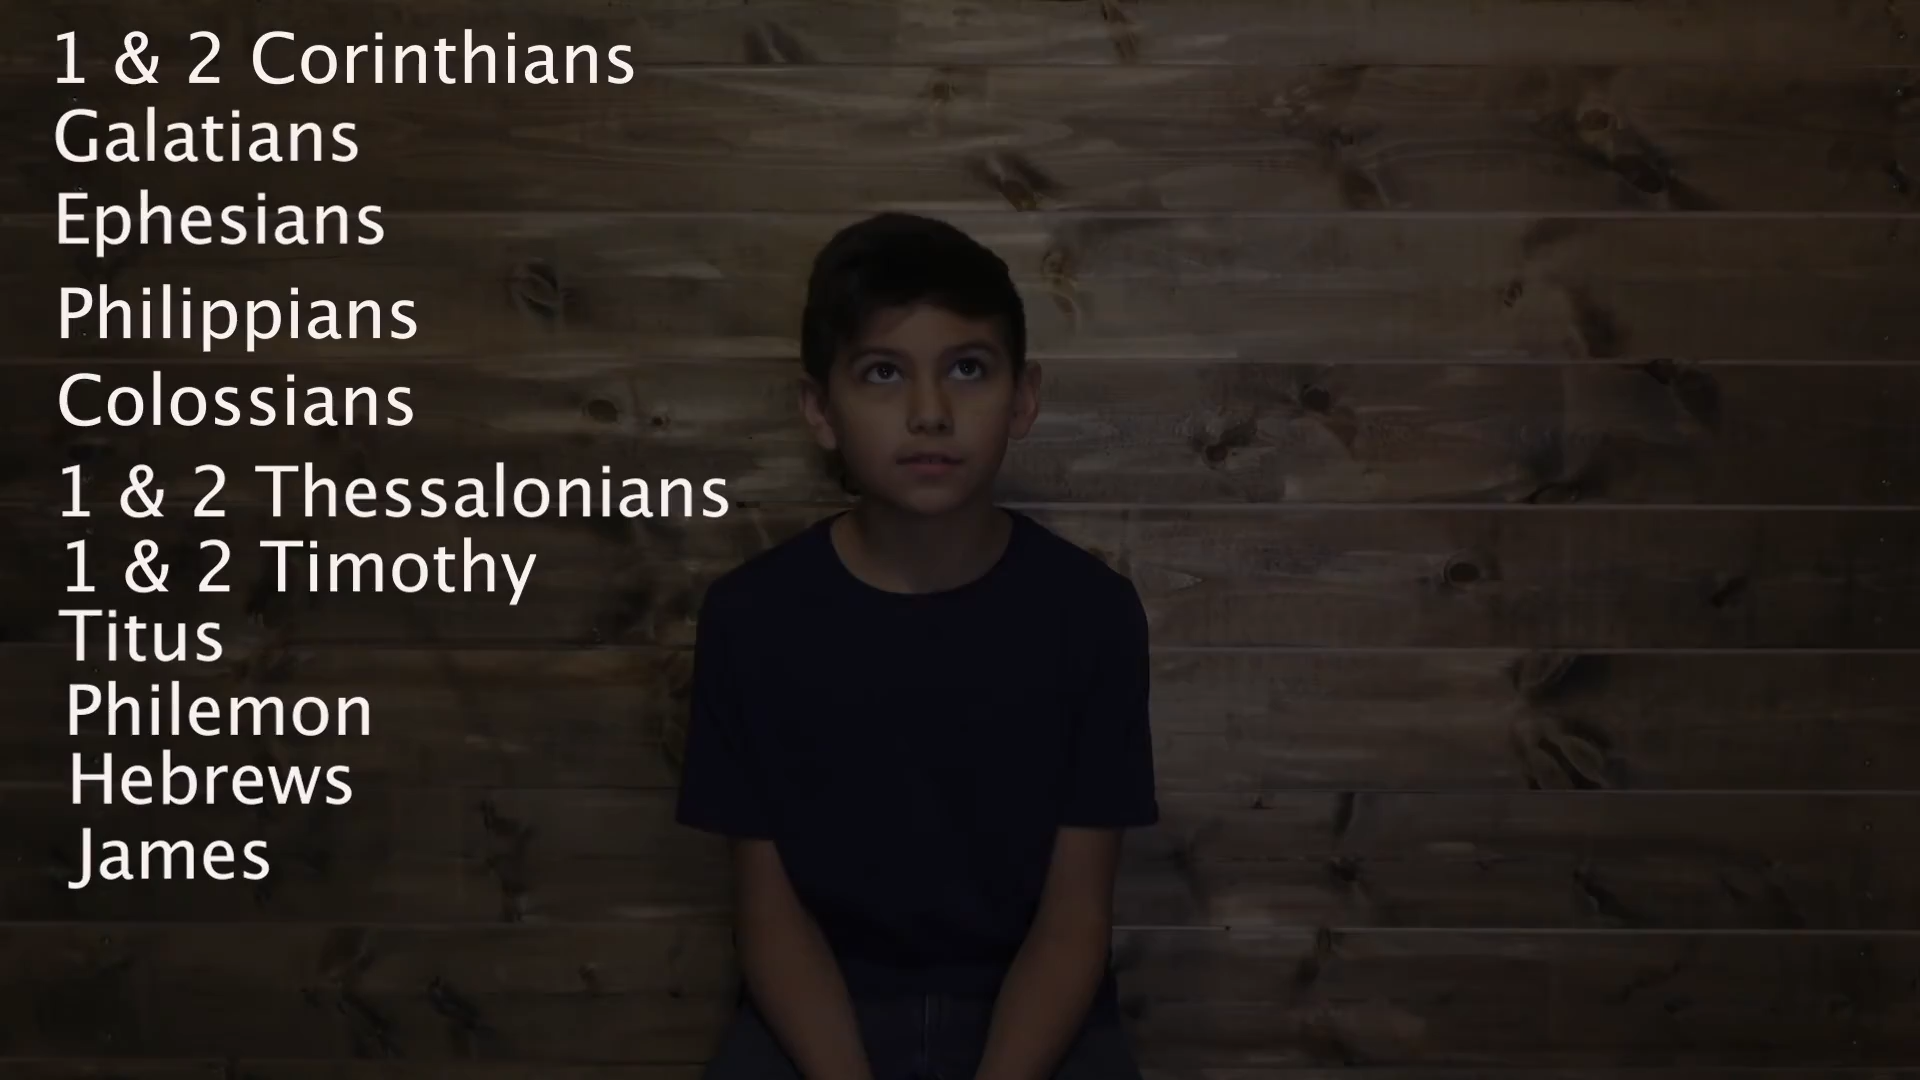 1 & 2 Corinthians
Galatians
Ephesians
Philippians
Colossians
1 & 2 Thessalonians
1 & 2 Timothy
Titus
Philemon
Hebrews
James